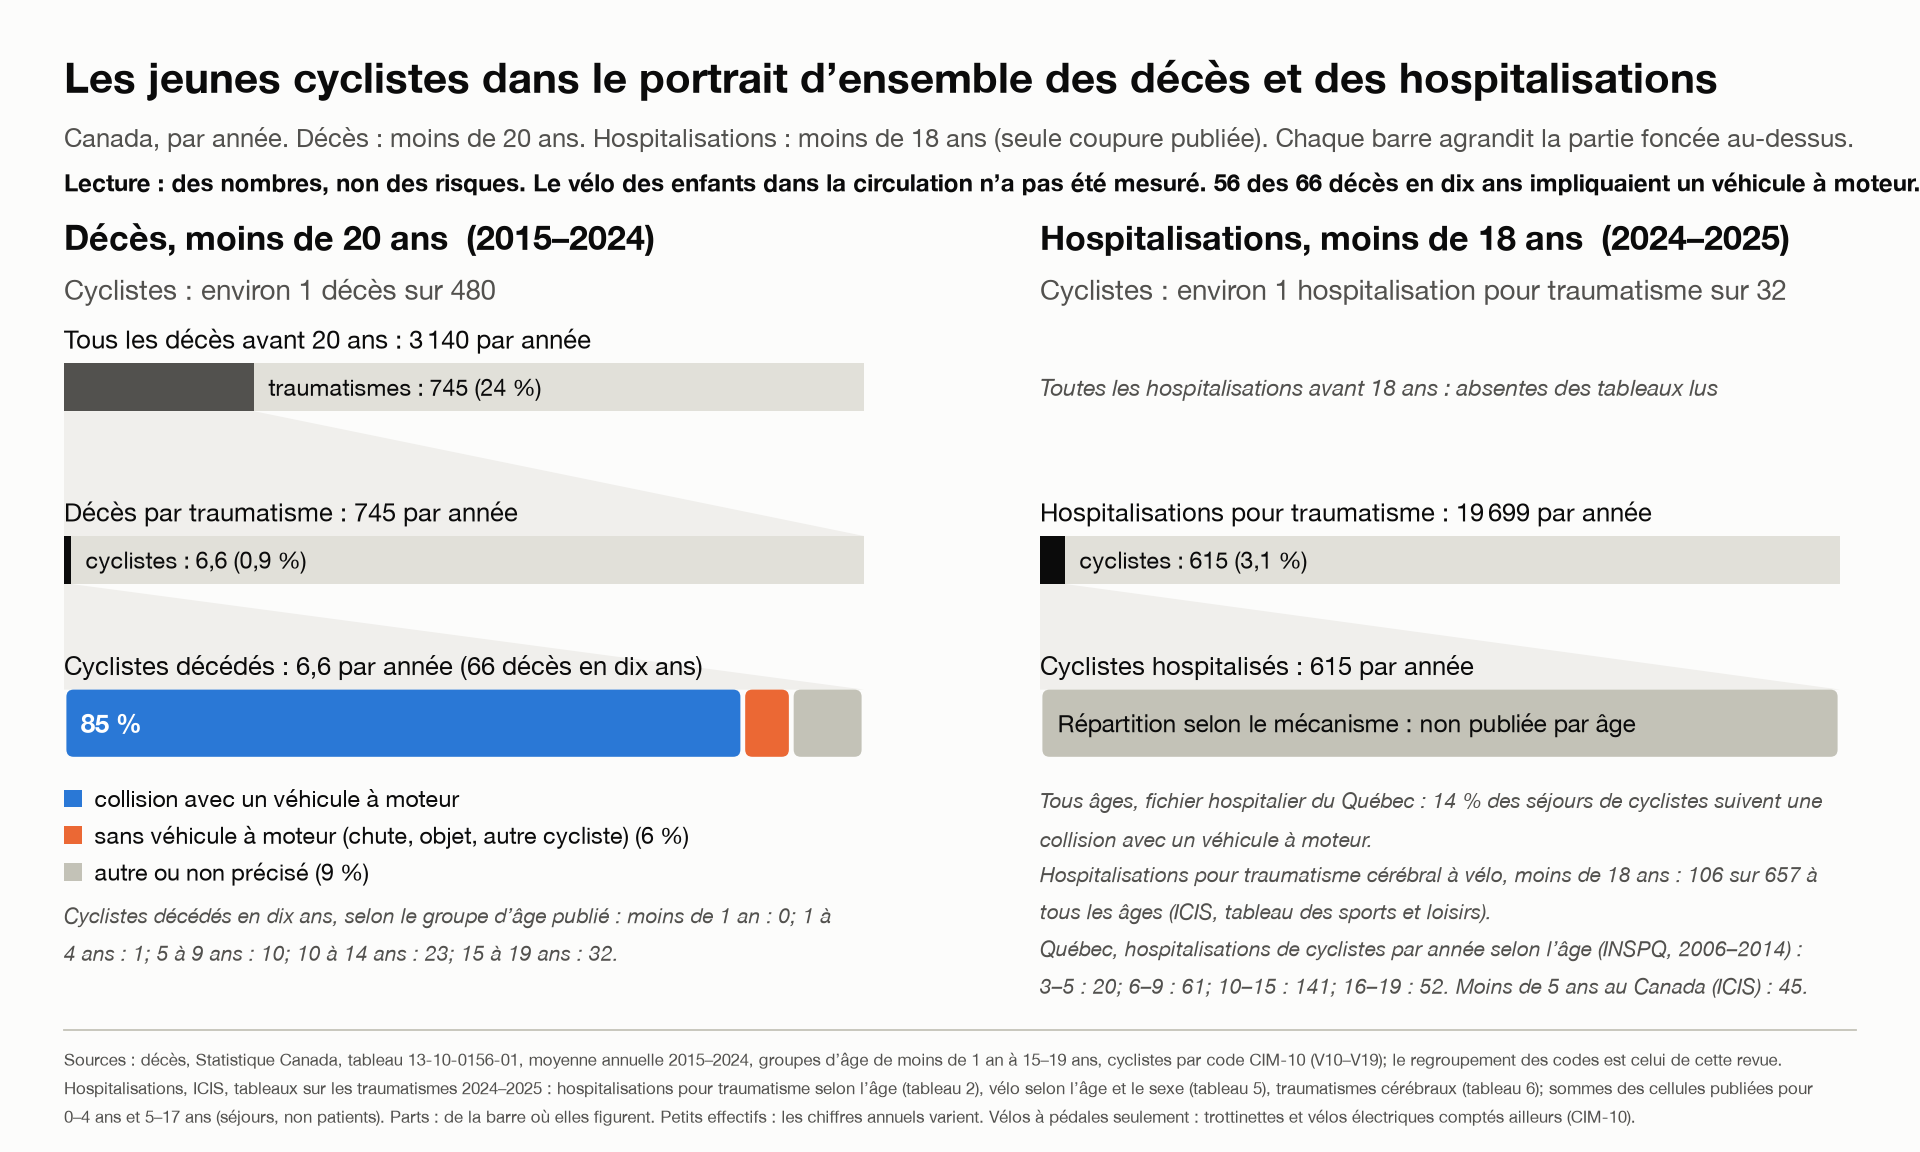 Les jeunes cyclistes dans le portrait d’ensemble des décès et des hospitalisations
Canada, par année. Décès : moins de 20 ans. Hospitalisations : moins de 18 ans (seule coupure publiée). Chaque barre agrandit la partie foncée au-dessus.
Lecture : des nombres, non des risques. Le vélo des enfants dans la circulation n’a pas été mesuré. 56 des 66 décès en dix ans impliquaient un véhicule à moteur.
Décès, moins de 20 ans (2015–2024)
Cyclistes : environ 1 décès sur 480
Tous les décès avant 20 ans : 3 140 par année
traumatismes : 745 (24 %)
Décès par traumatisme : 745 par année
cyclistes : 6,6 (0,9 %)
Cyclistes décédés : 6,6 par année (66 décès en dix ans)
85 %
collision avec un véhicule à moteur
sans véhicule à moteur (chute, objet, autre cycliste) (6 %)
autre ou non précisé (9 %)
Cyclistes décédés en dix ans, selon le groupe d’âge publié : moins de 1 an : 0; 1 à
4 ans : 1; 5 à 9 ans : 10; 10 à 14 ans : 23; 15 à 19 ans : 32.
Hospitalisations, moins de 18 ans (2024–2025)
Cyclistes : environ 1 hospitalisation pour traumatisme sur 32
Toutes les hospitalisations avant 18 ans : absentes des tableaux lus
Hospitalisations pour traumatisme : 19 699 par année
cyclistes : 615 (3,1 %)
Cyclistes hospitalisés : 615 par année
Répartition selon le mécanisme : non publiée par âge
Tous âges, fichier hospitalier du Québec : 14 % des séjours de cyclistes suivent une
collision avec un véhicule à moteur.
Hospitalisations pour traumatisme cérébral à vélo, moins de 18 ans : 106 sur 657 à
tous les âges (ICIS, tableau des sports et loisirs).
Québec, hospitalisations de cyclistes par année selon l’âge (INSPQ, 2006–2014) :
3–5 : 20; 6–9 : 61; 10–15 : 141; 16–19 : 52. Moins de 5 ans au Canada (ICIS) : 45.
Sources : décès, Statistique Canada, tableau 13-10-0156-01, moyenne annuelle 2015–2024, groupes d’âge de moins de 1 an à 15–19 ans, cyclistes par code CIM-10 (V10–V19); le regroupement des codes est celui de cette revue.
Hospitalisations, ICIS, tableaux sur les traumatismes 2024–2025 : hospitalisations pour traumatisme selon l’âge (tableau 2), vélo selon l’âge et le sexe (tableau 5), traumatismes cérébraux (tableau 6); sommes des cellules publiées pour
0–4 ans et 5–17 ans (séjours, non patients). Parts : de la barre où elles figurent. Petits effectifs : les chiffres annuels varient. Vélos à pédales seulement : trottinettes et vélos électriques comptés ailleurs (CIM-10).